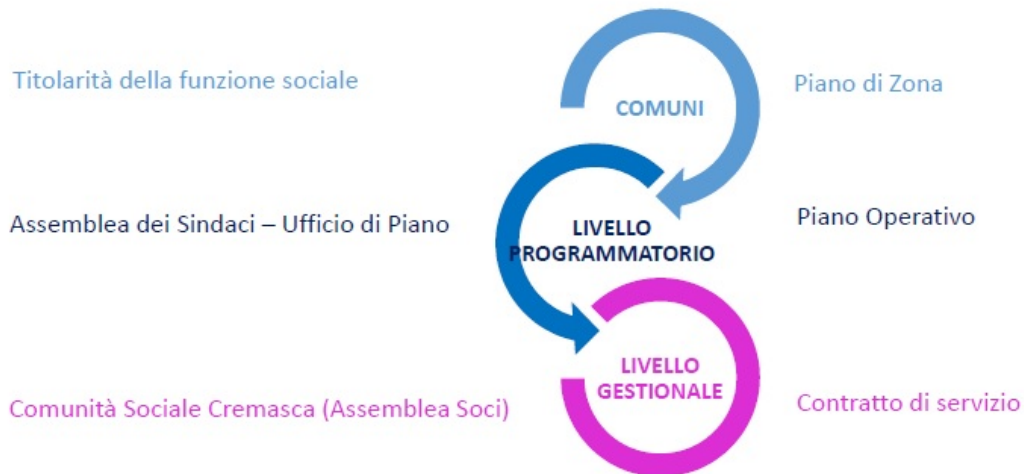 Titolarità della funzione sociale
COMUNI
Piano di Zona
Assemblea dei Sindaci – Ufficio di Piano
LIVELLO
PROGRAMMATORIO
Piano Operativo
Comunità Sociale Cremasca (Assemblea Soci)
LIVELLO
GESTIONALE
Contratto di servizio